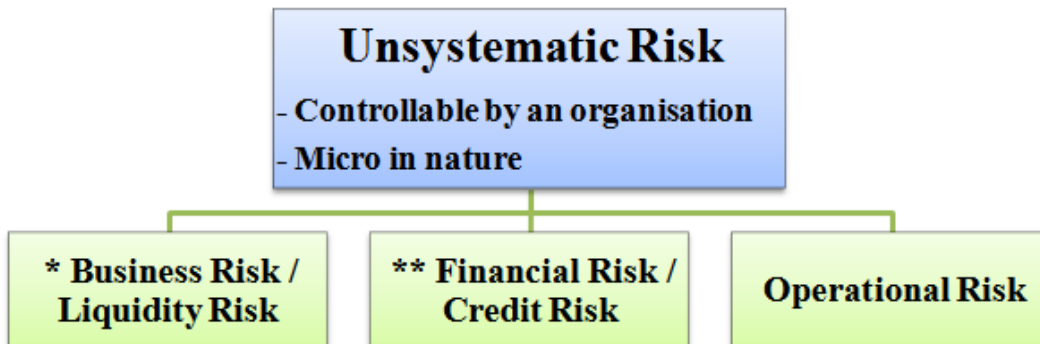 Unsystematic Risk
- Controllable by an organisation
- Micro in nature
* Business Risk /
Liquidity Risk
** Financial Risk /
Credit Risk
Operational Risk